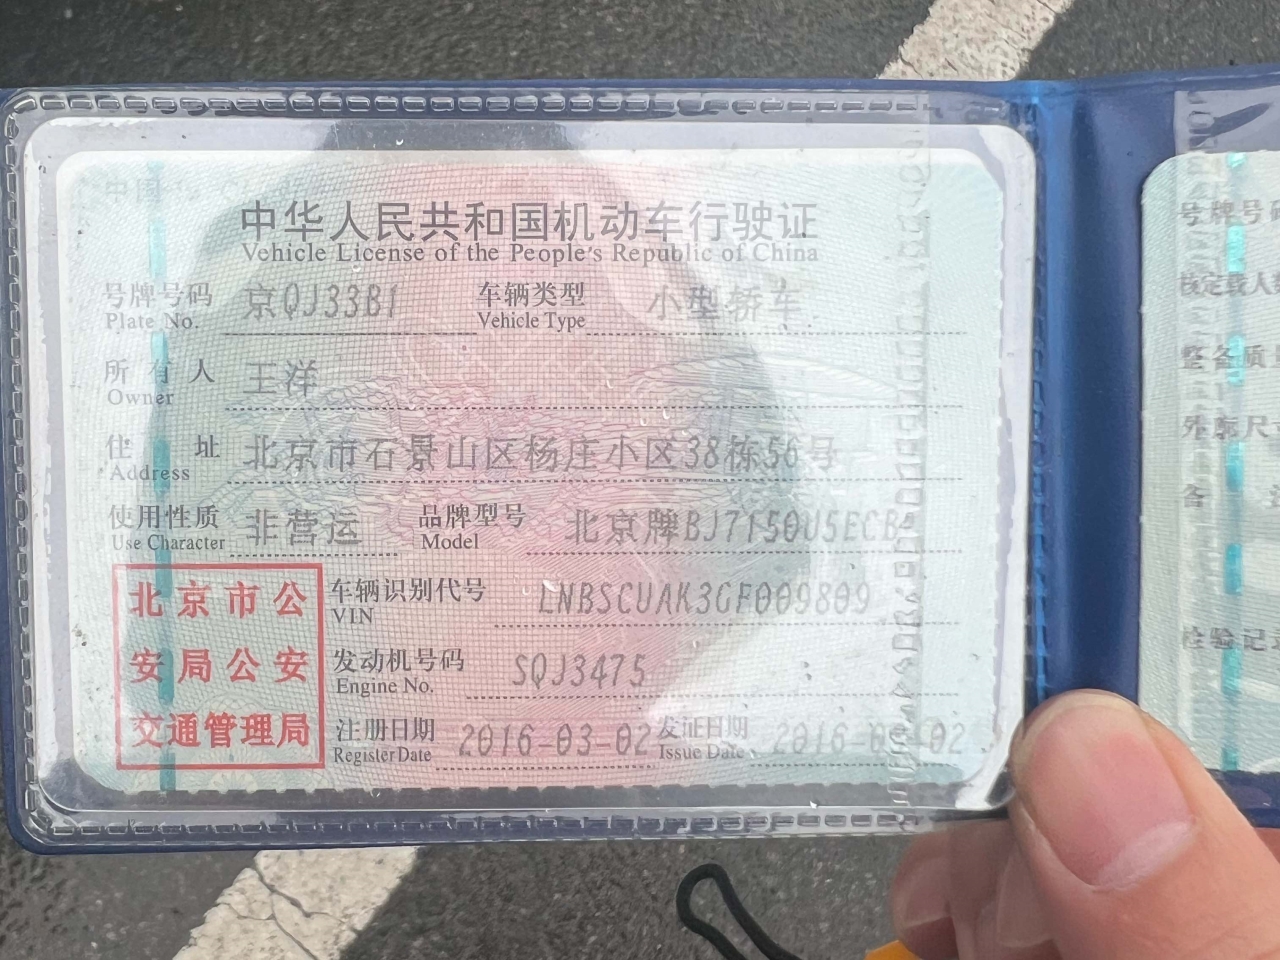 中华人民共和国机动车行驶证
Vehicle License of the People's Republic of China
号牌号码 京QJ33B1 车辆类型 小型轿车
Plate No. Vehicle Type
所有人 王洋
Owner
住址 北京市石景山区杨庄小区38栋56号
Address
使用性质 非营运 品牌型号 北京牌BJ7150U5ECB
Use Character Model
北京市公
安局公安
交通管理局
车辆识别代号 LNBSCUAK3GF009809
VIN
发动机号码 SQJ3475
Engine No.
注册日期 2016-03-02 发证日期 2016 02
Register Date Issue Date
号牌号
核定载人
整备质
外廓尺
备
检验记